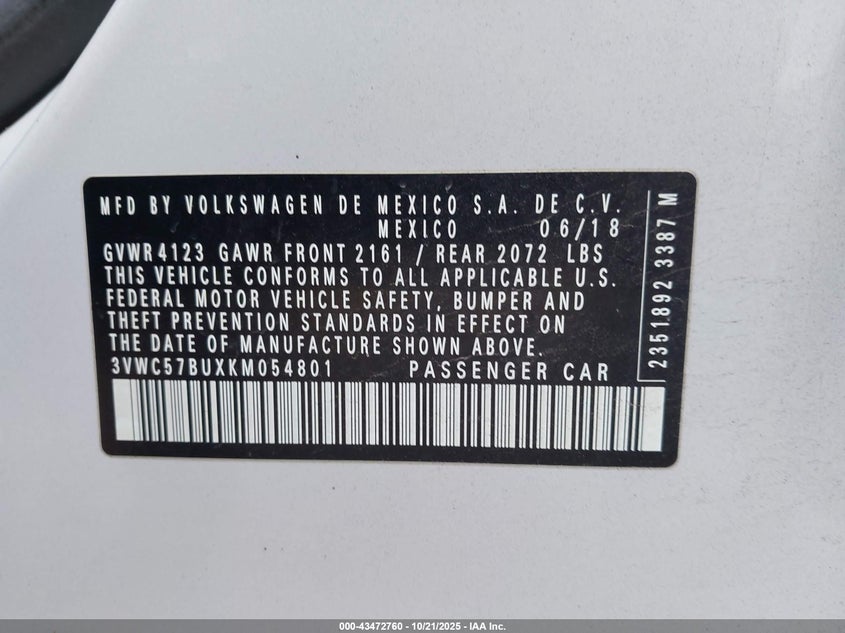 MFD BY VOLKSWAGEN DE MEXICO S.A. DE C.V.
MEXICO 06/18
GVWR 4123 GAWR FRONT 2161 / REAR 2072 LBS
THIS VEHICLE CONFORMS TO ALL APPLICABLE U.S.
FEDERAL MOTOR VEHICLE SAFETY, BUMPER AND
THEFT PREVENTION STANDARDS IN EFFECT ON
THE DATE OF MANUFACTURE SHOWN ABOVE.
3VWC57BUXKM054801 PASSENGER CAR
2351892 3387 M
000-43472760 - 10/21/2025 - IAA Inc.